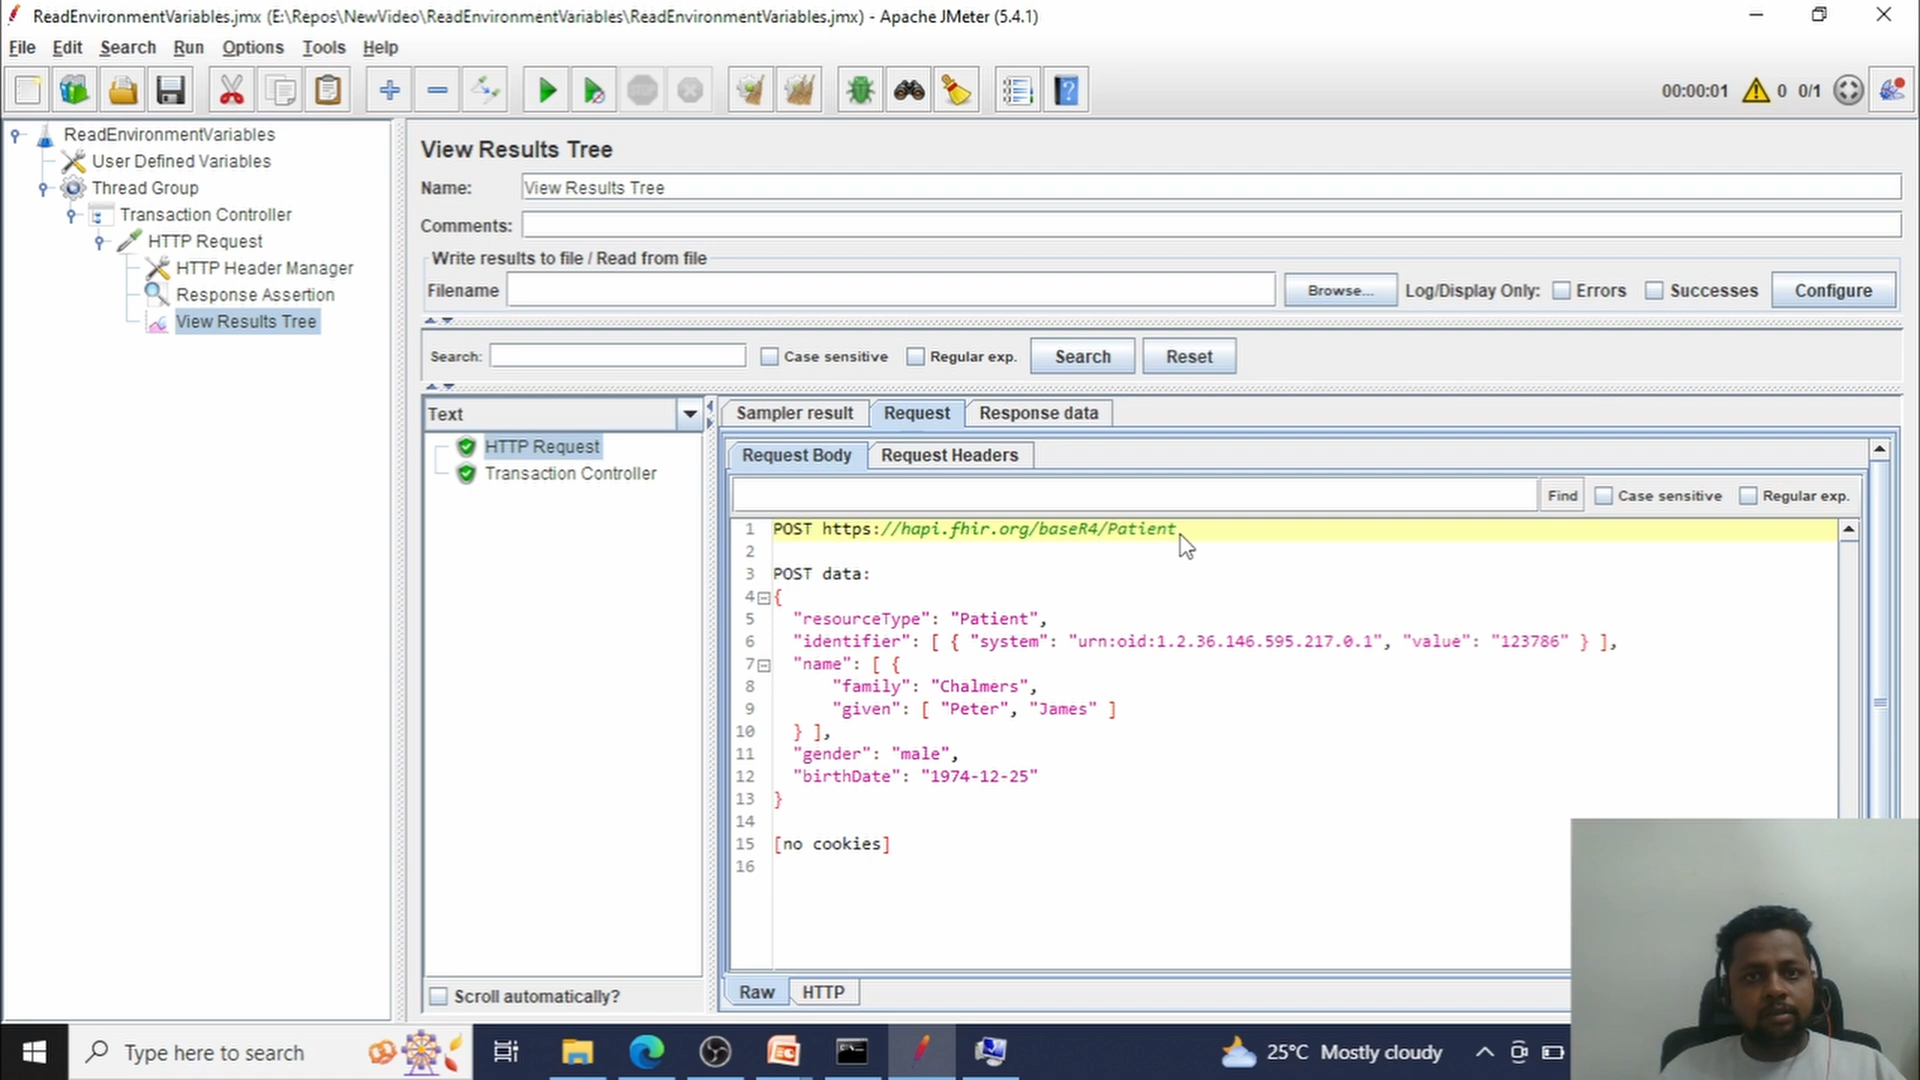 ReadEnvironmentVariables.jmx (E:\Repos\NewVideo\ReadEnvironmentVariables\ReadEnvironmentVariables.jmx) - Apache JMeter (5.4.1)
File Edit Search Run Options Tools Help
STOP
00:00:01 0 0/1
ReadEnvironmentVariables
User Defined Variables
Thread Group
Transaction Controller
HTTP Request
HTTP Header Manager
Response Assertion
View Results Tree
View Results Tree
Name: View Results Tree
Comments:
Write results to file / Read from file
Filename Browse... Log/Display Only: Errors Successes Configure
Search: Case sensitive Regular exp. Search Reset
Text
HTTP Request
Transaction Controller
Scroll automatically?
Sampler result Request Response data
Request Body Request Headers
Find Case sensitive Regular exp.
1 POST https://hapi.fhir.org/baseR4/Patient
2
3 POST data:
4 {
5 "resourceType": "Patient",
6 "identifier": [ { "system": "urn:oid:1.2.36.146.595.217.0.1", "value": "123786" } ],
7 "name": [ {
8 "family": "Chalmers",
9 "given": [ "Peter", "James" ]
10 } ],
11 "gender": "male",
12 "birthDate": "1974-12-25"
13 }
14
15 [no cookies]
16
Raw HTTP
Type here to search
25°C Mostly cloudy